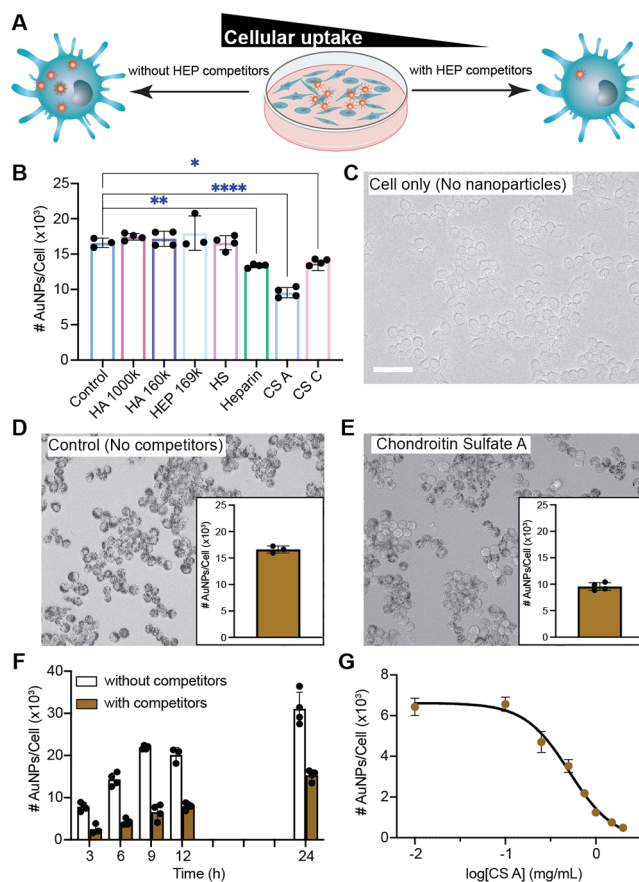 A
Cellular uptake
without HEP competitors
with HEP competitors
B
* 
****
**
# AuNPs/Cell (x10³)
25
20
15
10
5
0
Control
HA 1000k
HA 160k
HEP 169k
HS
Heparin
CS A
CS C
C
Cell only (No nanoparticles)
D
Control (No competitors)
# AuNPs/Cell (x10³)
25
20
15
10
5
0
E
Chondroitin Sulfate A
# AuNPs/Cell (x10³)
25
20
15
10
5
0
F
without competitors
with competitors
# AuNPs/Cell (x10³)
40
30
20
10
0
3 6 9 12 24
Time (h)
G
# AuNPs/Cell (x10³)
8
6
4
2
0
-2 -1 0
log[CS A] (mg/mL)